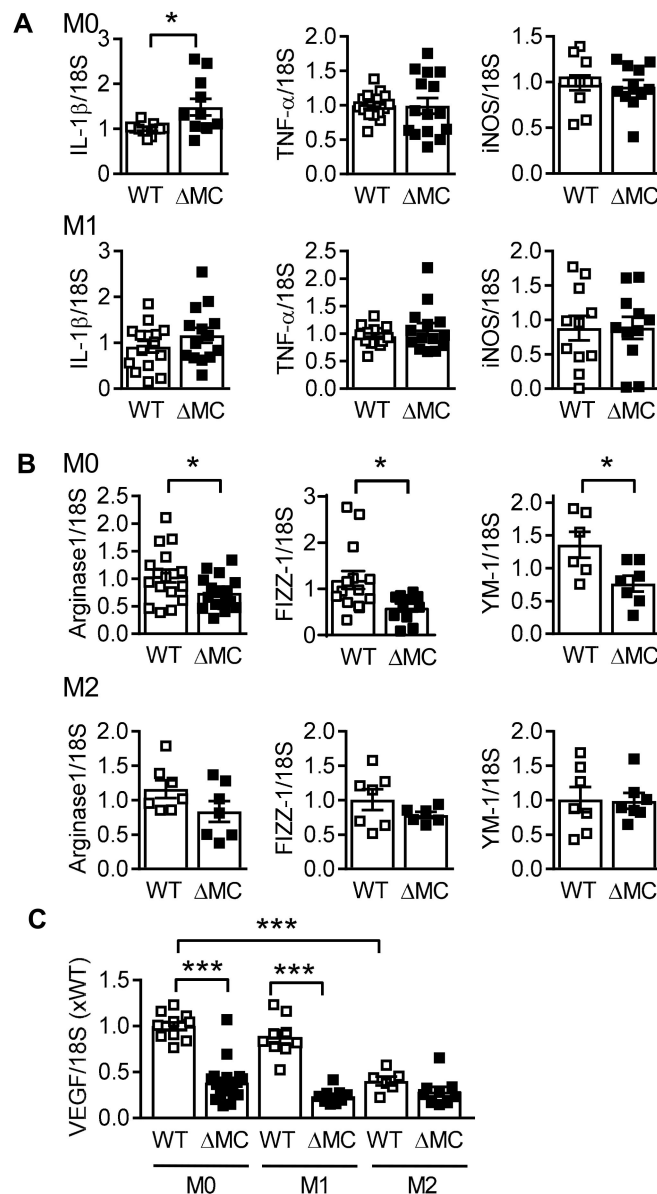 A
M0
*
IL-1β/18S
3
2
1
0
WT ΔMC
TNF-α/18S
2.0
1.5
1.0
0.5
0.0
WT ΔMC
iNOS/18S
1.5
1.0
0.5
0.0
WT ΔMC
M1
IL-1β/18S
3
2
1
0
WT ΔMC
TNF-α/18S
2.5
2.0
1.5
1.0
0.5
0.0
WT ΔMC
iNOS/18S
2.0
1.5
1.0
0.5
0.0
WT ΔMC
B
M0
*
Arginase1/18S
2.5
2.0
1.5
1.0
0.5
0.0
WT ΔMC
*
FIZZ-1/18S
3
2
1
0
WT ΔMC
*
YM-1/18S
2.0
1.5
1.0
0.5
0.0
WT ΔMC
M2
Arginase1/18S
2.0
1.5
1.0
0.5
0.0
WT ΔMC
FIZZ-1/18S
2.0
1.5
1.0
0.5
0.0
WT ΔMC
YM-1/18S
2.0
1.5
1.0
0.5
0.0
WT ΔMC
C
***
*** ***
VEGF/18S (xWT)
1.5
1.0
0.5
0.0
WT ΔMC WT ΔMC WT ΔMC
M0 M1 M2